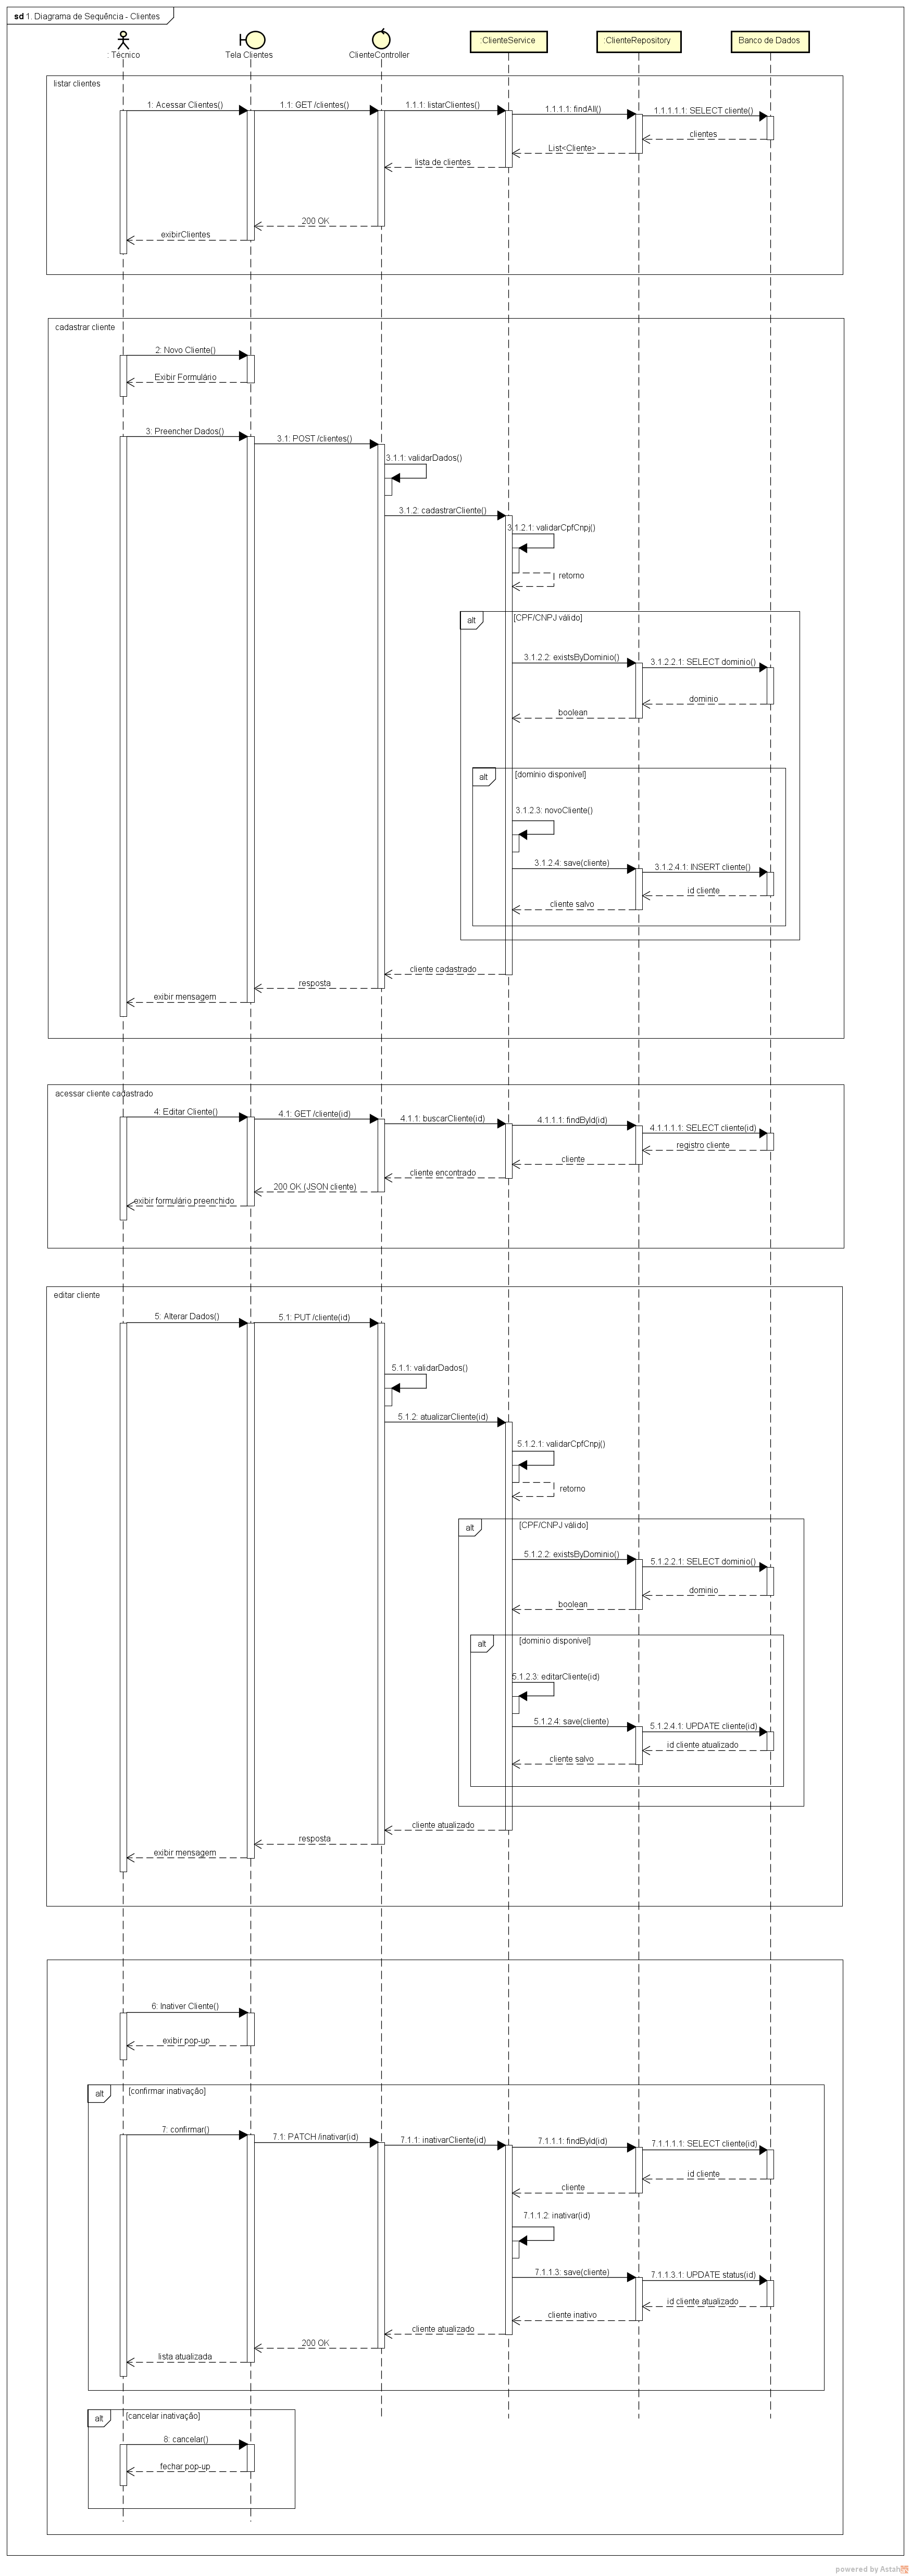 sd 1. Diagrama de Sequência - Clientes
: Técnico
Tela Clientes
ClienteController
:ClienteService
:ClienteRepository
Banco de Dados
listar clientes
1: Acessar Clientes()
1.1: GET /clientes()
1.1.1: listarClientes()
1.1.1.1: findAll()
1.1.1.1.1: SELECT cliente()
clientes
List<Cliente>
lista de clientes
200 OK
exibirClientes
cadastrar cliente
2: Novo Cliente()
Exibir Formulário
3: Preencher Dados()
3.1: POST /clientes()
3.1.1: validarDados()
3.1.2: cadastrarCliente()
3.1.2.1: validarCpfCnpj()
retorno
alt
[CPF/CNPJ válido]
3.1.2.2: existsByDominio()
3.1.2.2.1: SELECT dominio()
dominio
boolean
alt
[domínio disponível]
3.1.2.3: novoCliente()
3.1.2.4: save(cliente)
3.1.2.4.1: INSERT cliente()
id cliente
cliente salvo
cliente cadastrado
resposta
exibir mensagem
acessar cliente cadastrado
4: Editar Cliente()
4.1: GET /cliente(id)
4.1.1: buscarCliente(id)
4.1.1.1: findById(id)
4.1.1.1.1: SELECT cliente(id)
registro cliente
cliente
cliente encontrado
200 OK (JSON cliente)
exibir formulário preenchido
editar cliente
5: Alterar Dados()
5.1: PUT /cliente(id)
5.1.1: validarDados()
5.1.2: atualizarCliente(id)
5.1.2.1: validarCpfCnpj()
retorno
alt
[CPF/CNPJ válido]
5.1.2.2: existsByDominio()
5.1.2.2.1: SELECT dominio()
dominio
boolean
alt
[dominio disponível]
5.1.2.3: editarCliente(id)
5.1.2.4: save(cliente)
5.1.2.4.1: UPDATE cliente(id)
id cliente atualizado
cliente salvo
cliente atualizado
resposta
exibir mensagem
6: Inativer Cliente()
exibir pop-up
alt
[confirmar inativação]
7: confirmar()
7.1: PATCH /inativar(id)
7.1.1: inativarCliente(id)
7.1.1.1: findById(id)
7.1.1.1.1: SELECT cliente(id)
id cliente
cliente
7.1.1.2: inativar(id)
7.1.1.3: save(cliente)
7.1.1.3.1: UPDATE status(id)
id cliente atualizado
cliente inativo
cliente atualizado
200 OK
lista atualizada
alt
[cancelar inativação]
8: cancelar()
fechar pop-up
powered by Astah